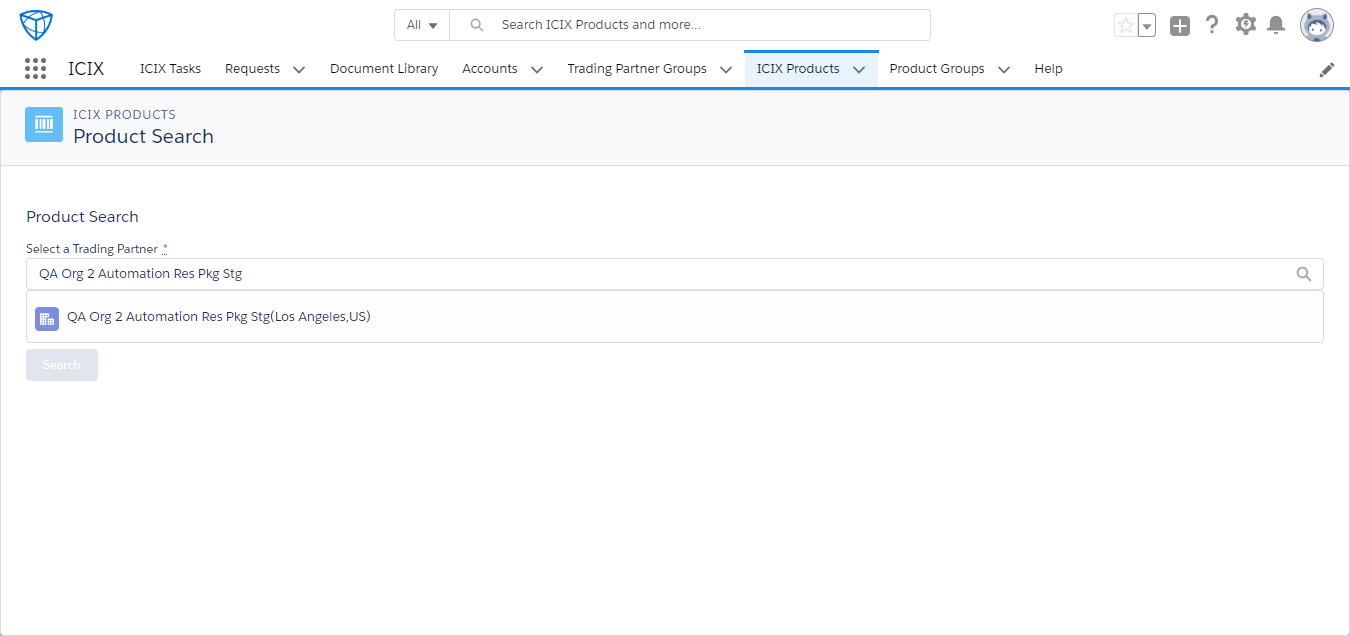 All
Search ICIX Products and more...
ICIX
ICIX Tasks
Requests
Document Library
Accounts
Trading Partner Groups
ICIX Products
Product Groups
Help
ICIX PRODUCTS
Product Search
Product Search
Select a Trading Partner *
QA Org 2 Automation Res Pkg Stg
QA Org 2 Automation Res Pkg Stg(Los Angeles,US)
Search